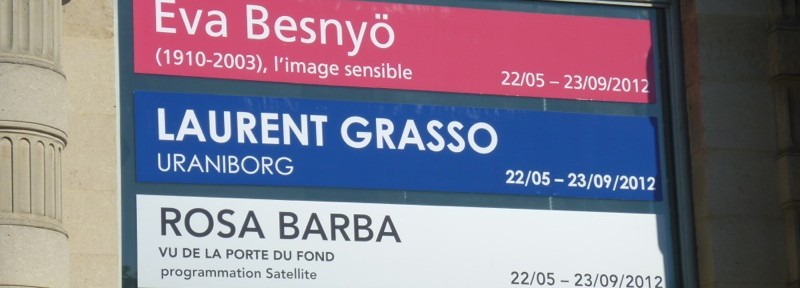 Eva Besnyö
(1910-2003), l'image sensible
22/05 – 23/09/2012
LAURENT GRASSO
URANIBORG
22/05 – 23/09/2012
ROSA BARBA
VU DE LA PORTE DU FOND
programmation Satellite
22/05 – 23/09/2012